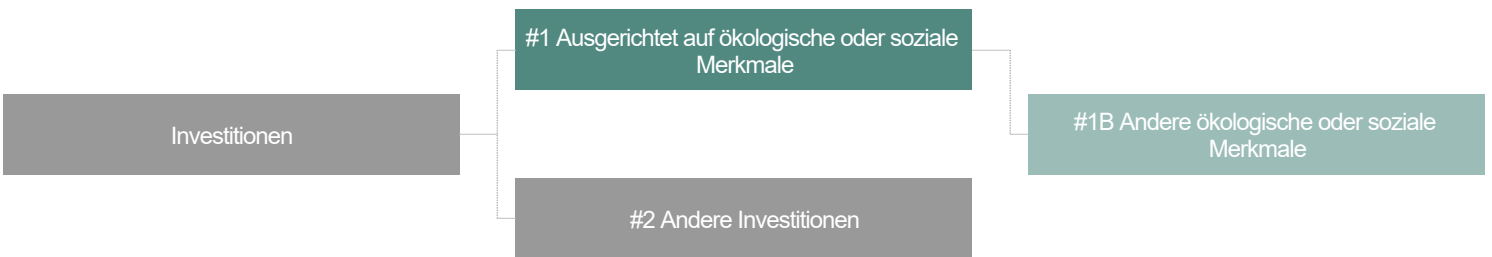 #1 Ausgerichtet auf ökologische oder soziale
Merkmale
Investitionen
#1B Andere ökologische oder soziale
Merkmale
#2 Andere Investitionen